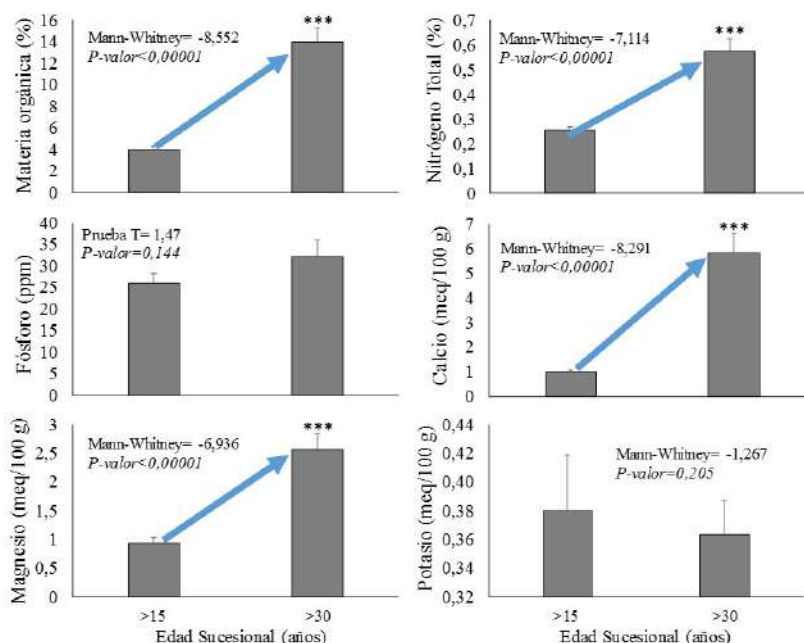 Materia orgánica (%)
16
14
12
10
8
6
4
2
0
Mann-Whitney= -8,552
P-valor<0,00001
***
Nitrógeno Total (%)
0,7
0,6
0,5
0,4
0,3
0,2
0,1
0
Mann-Whitney= -7,114
P-valor<0,00001
***
Fósforo (ppm)
40
35
30
25
20
15
10
5
0
Prueba T= 1,47
P-valor=0,144
Calcio (meq/100 g)
7
6
5
4
3
2
1
0
Mann-Whitney= -8,291
P-valor<0,00001
***
Magnesio (meq/100 g)
3
2,5
2
1,5
1
0,5
0
Mann-Whitney= -6,936
P-valor<0,00001
***
>15
>30
Edad Sucesional (años)
Potasio (meq/100 g)
0,44
0,42
0,40
0,38
0,36
0,34
0,32
Mann-Whitney= -1,267
P-valor=0,205
>15
>30
Edad Sucesional (años)